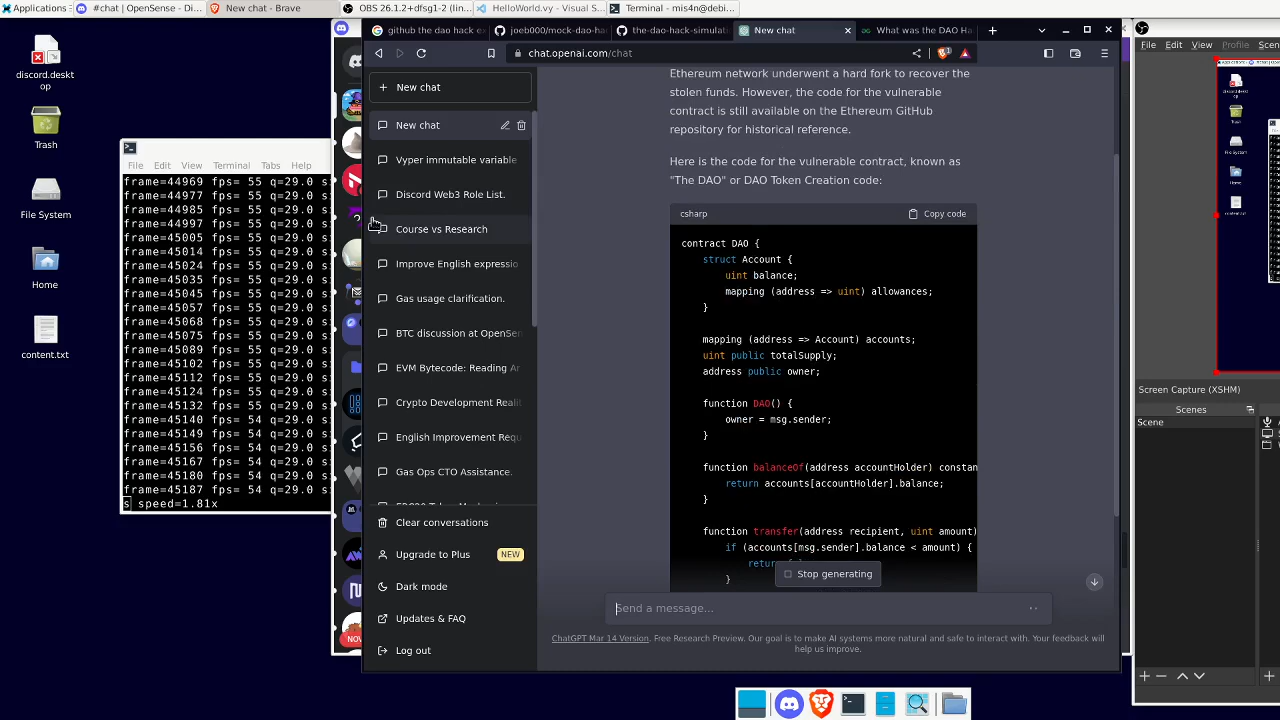 Applications
#chat | OpenSense - Di...
New chat - Brave
OBS 26.1.2+dfsg1-2 (lin...
HelloWorld.vy - Visual S...
Terminal - mis4n@debi...
discord.deskt
op
Trash
File System
Home
content.txt
File Edit View Terminal Tabs Help
frame=44969 fps= 55 q=29.0 s
frame=44977 fps= 55 q=29.0 s
frame=44985 fps= 55 q=29.0 s
frame=44997 fps= 55 q=29.0 s
frame=45005 fps= 55 q=29.0 s
frame=45014 fps= 55 q=29.0 s
frame=45024 fps= 55 q=29.0 s
frame=45035 fps= 55 q=29.0 s
frame=45045 fps= 55 q=29.0 s
frame=45057 fps= 55 q=29.0 s
frame=45068 fps= 55 q=29.0 s
frame=45075 fps= 55 q=29.0 s
frame=45089 fps= 55 q=29.0 s
frame=45102 fps= 55 q=29.0 s
frame=45112 fps= 55 q=29.0 s
frame=45124 fps= 55 q=29.0 s
frame=45132 fps= 55 q=29.0 s
frame=45140 fps= 54 q=29.0 s
frame=45149 fps= 54 q=29.0 s
frame=45156 fps= 54 q=29.0 s
frame=45167 fps= 54 q=29.0 s
frame=45180 fps= 54 q=29.0 s
frame=45187 fps= 54 q=29.0 s
s speed=1.81x
github the dao hack ex
joeb000/mock-dao-ha
the-dao-hack-simulat
New chat
What was the DAO Ha
chat.openai.com/chat
New chat
New chat
Vyper immutable variable
Discord Web3 Role List.
Course vs Research
Improve English expressio
Gas usage clarification.
BTC discussion at OpenSen
EVM Bytecode: Reading Ar
Crypto Development Realit
English Improvement Requ
Gas Ops CTO Assistance.
Clear conversations
Upgrade to Plus NEW
Dark mode
Updates & FAQ
Log out
Ethereum network underwent a hard fork to recover the
stolen funds. However, the code for the vulnerable
contract is still available on the Ethereum GitHub
repository for historical reference.
Here is the code for the vulnerable contract, known as
"The DAO" or DAO Token Creation code:
csharp Copy code
contract DAO {
struct Account {
uint balance;
mapping (address => uint) allowances;
}
mapping (address => Account) accounts;
uint public totalSupply;
address public owner;
function DAO() {
owner = msg.sender;
}
function balanceOf(address accountHolder) constan
return accounts[accountHolder].balance;
}
function transfer(address recipient, uint amount)
if (accounts[msg.sender].balance < amount) {
return
}
Stop generating
Send a message...
ChatGPT Mar 14 Version. Free Research Preview. Our goal is to make AI systems more natural and safe to interact with. Your feedback will
help us improve.
File Edit View Profile Scen
Screen Capture (XSHM)
Scenes
Scene